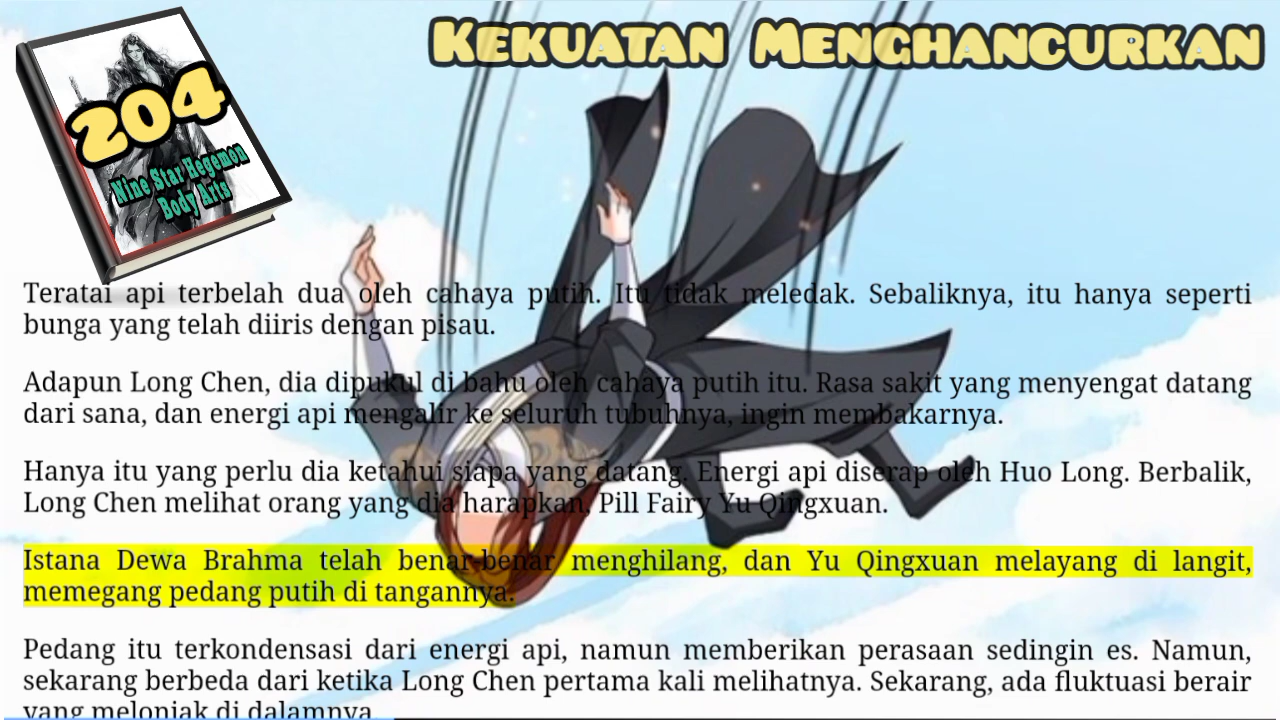 KEKUATAN MENGHANCURKAN
204
Nine Star Hegemon
Body Arts
Teratai api terbelah dua oleh cahaya putih. Itu tidak meledak. Sebaliknya, itu hanya seperti
bunga yang telah diiris dengan pisau.
Adapun Long Chen, dia dipukul di bahu oleh cahaya putih itu. Rasa sakit yang menyengat datang
dari sana, dan energi api mengalir ke seluruh tubuhnya, ingin membakarnya.
Hanya itu yang perlu dia ketahui siapa yang datang. Energi api diserap oleh Huo Long. Berbalik,
Long Chen melihat orang yang dia harapkan. Pill Fairy Yu Qingxuan.
Istana Dewa Brahma telah benar-benar menghilang, dan Yu Qingxuan melayang di langit,
memegang pedang putih di tangannya.
Pedang itu terkondensasi dari energi api, namun memberikan perasaan sedingin es. Namun,
sekarang berbeda dari ketika Long Chen pertama kali melihatnya. Sekarang, ada fluktuasi berair
yang melonjak di dalamnya.